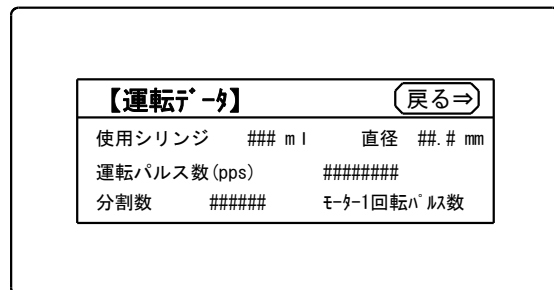 【運転ﾃﾞｰﾀ】 戻る⇒
使用シリンジ ### ml 直径 ##.# mm
運転パルス数(pps) ########
分割数 ###### ﾓｰﾀｰ1回転ﾊﾟﾙｽ数